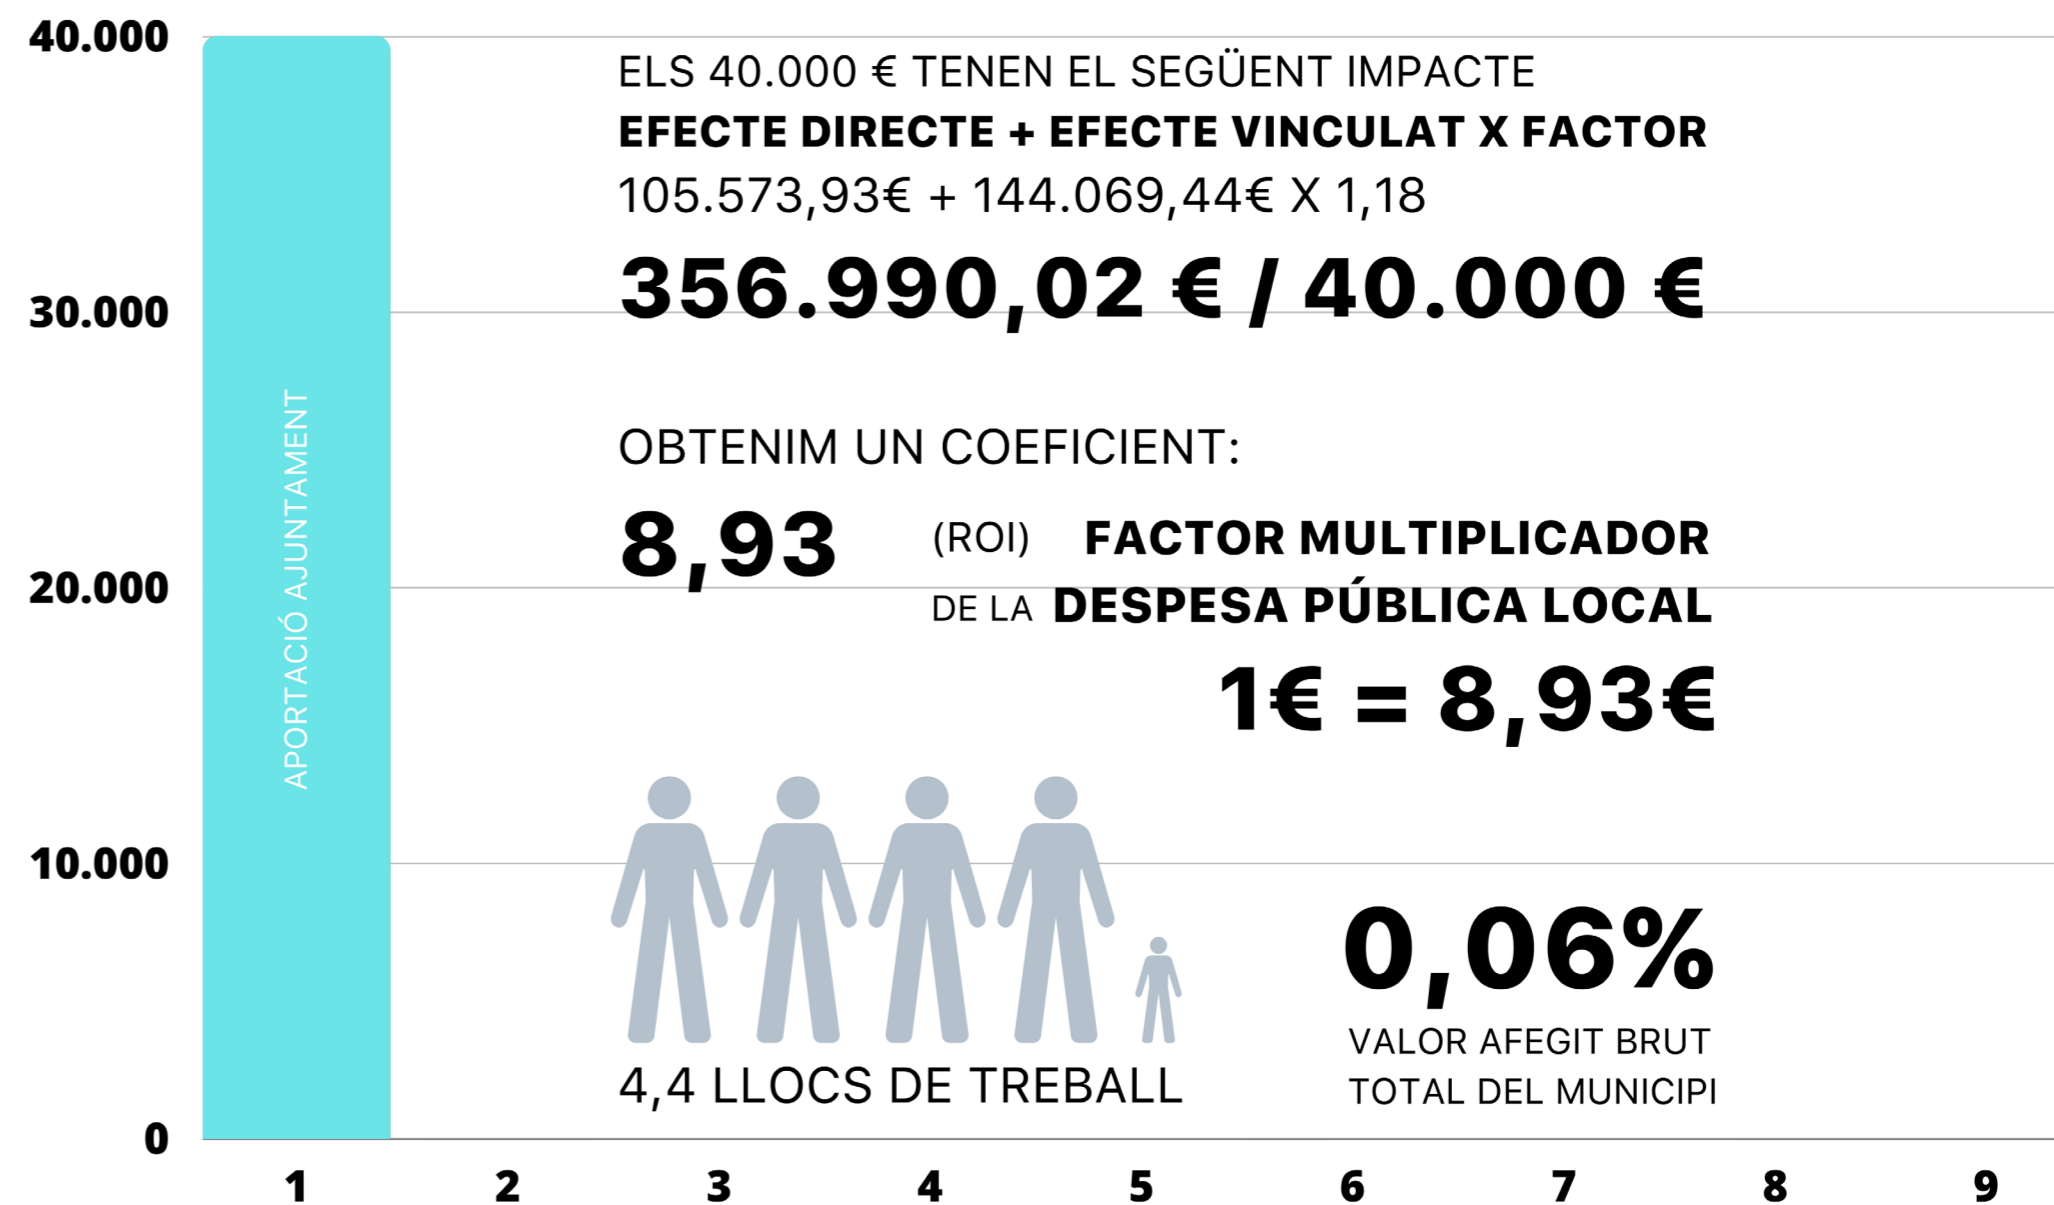 40.000
30.000
20.000
10.000
0
APORTACIÓ AJUNTAMENT
ELS 40.000 € TENEN EL SEGÜENT IMPACTE
EFECTE DIRECTE + EFECTE VINCULAT X FACTOR
105.573,93€ + 144.069,44€ X 1,18
356.990,02 € / 40.000 €
OBTENIM UN COEFICIENT:
8,93 (ROI) FACTOR MULTIPLICADOR
DE LA DESPESA PÚBLICA LOCAL
1€ = 8,93€
4,4 LLOCS DE TREBALL
0,06%
VALOR AFEGIT BRUT
TOTAL DEL MUNICIPI
1 2 3 4 5 6 7 8 9